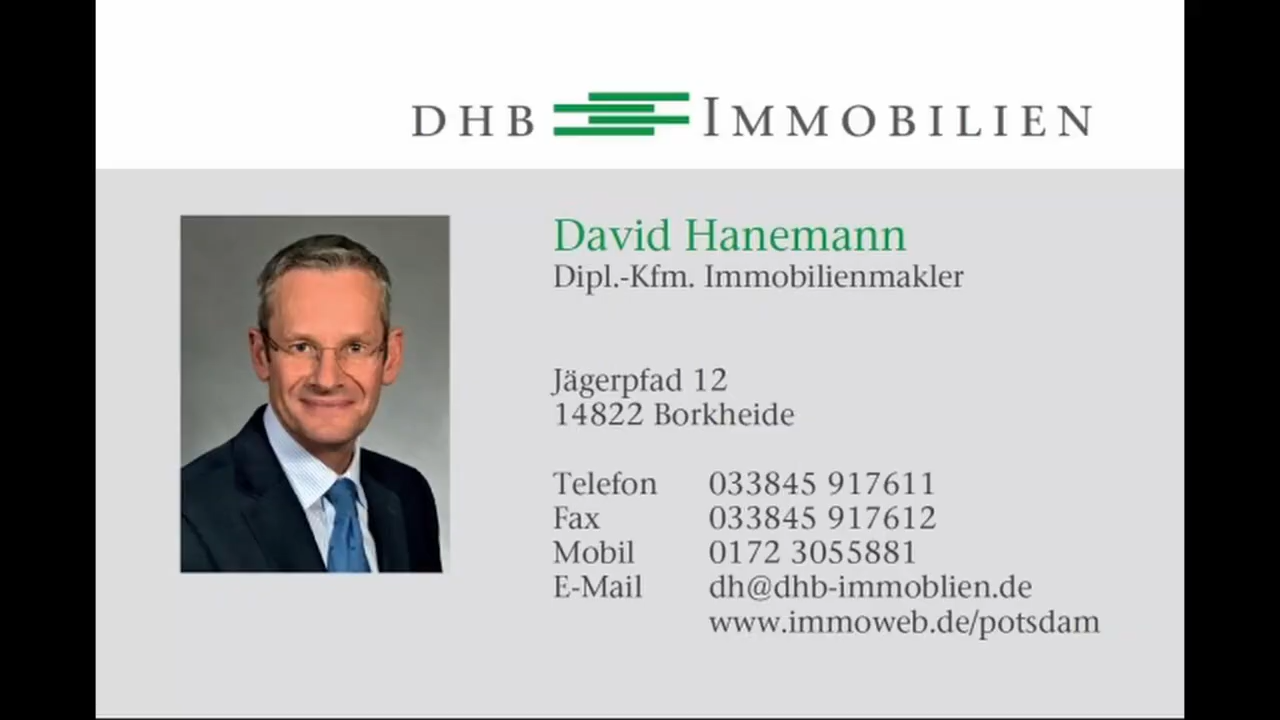 DHB IMMOBILIEN
David Hanemann
Dipl.-Kfm. Immobilienmakler
Jägerpfad 12
14822 Borkheide
Telefon 033845 917611
Fax 033845 917612
Mobil 0172 3055881
E-Mail dh@dhb-immoblien.de
www.immoweb.de/potsdam